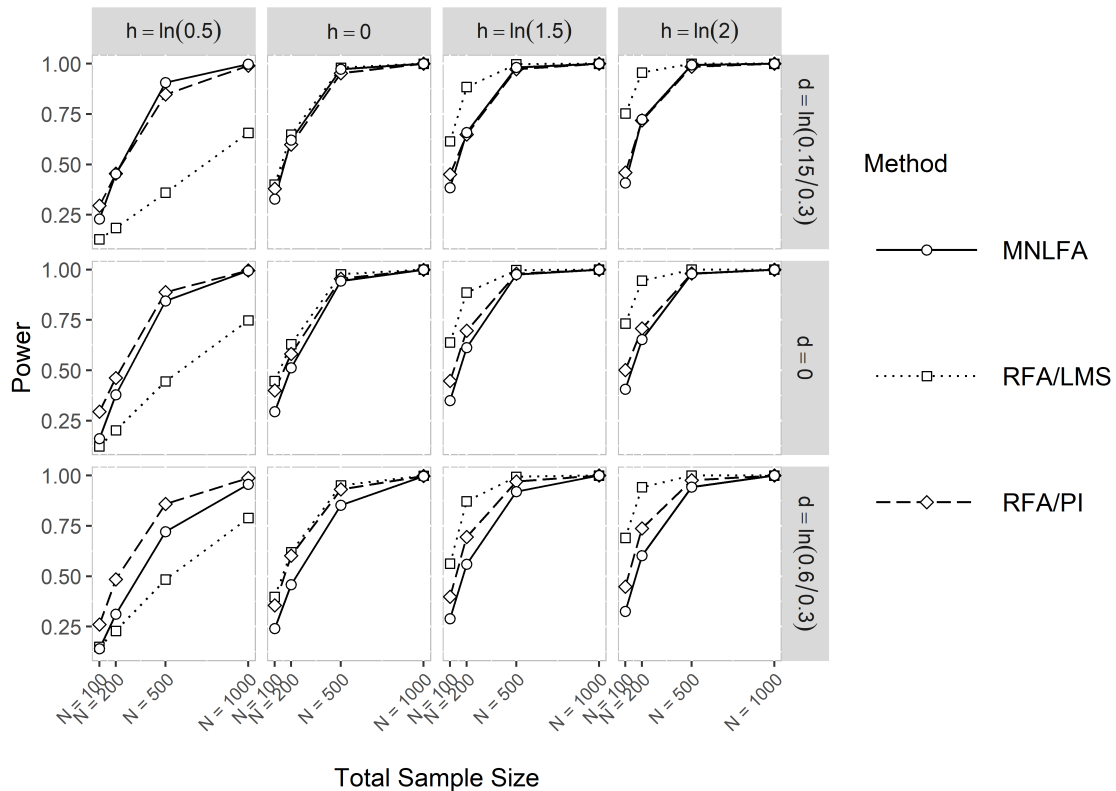 h = ln(0.5)
h = 0
h = ln(1.5)
h = ln(2)
1.00
0.75
0.50
0.25
d = ln(0.15/0.3)
1.00
0.75
0.50
0.25
d = 0
1.00
0.75
0.50
0.25
d = ln(0.6/0.3)
Power
N = 100
N = 200
N = 500
N = 1000
N = 100
N = 200
N = 500
N = 1000
N = 100
N = 200
N = 500
N = 1000
N = 100
N = 200
N = 500
N = 1000
Total Sample Size
Method
MNLFA
RFA/LMS
RFA/PI